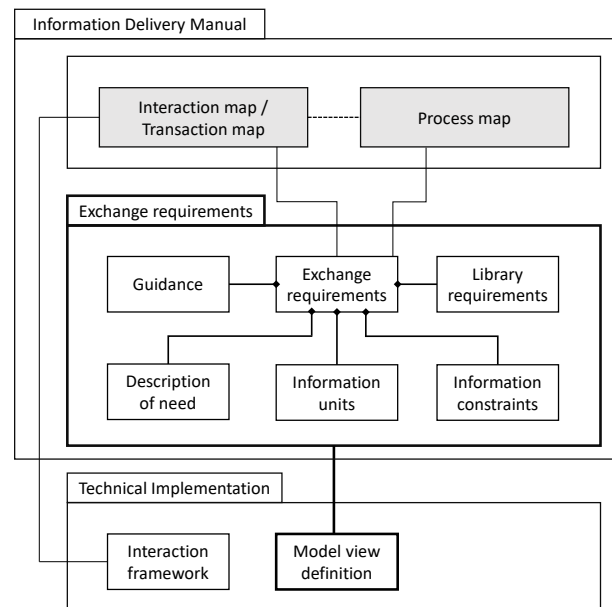 Information Delivery Manual
Interaction map /
Transaction map
Process map
Exchange requirements
Guidance
Exchange
requirements
Library
requirements
Description
of need
Information
units
Information
constraints
Technical Implementation
Interaction
framework
Model view
definition